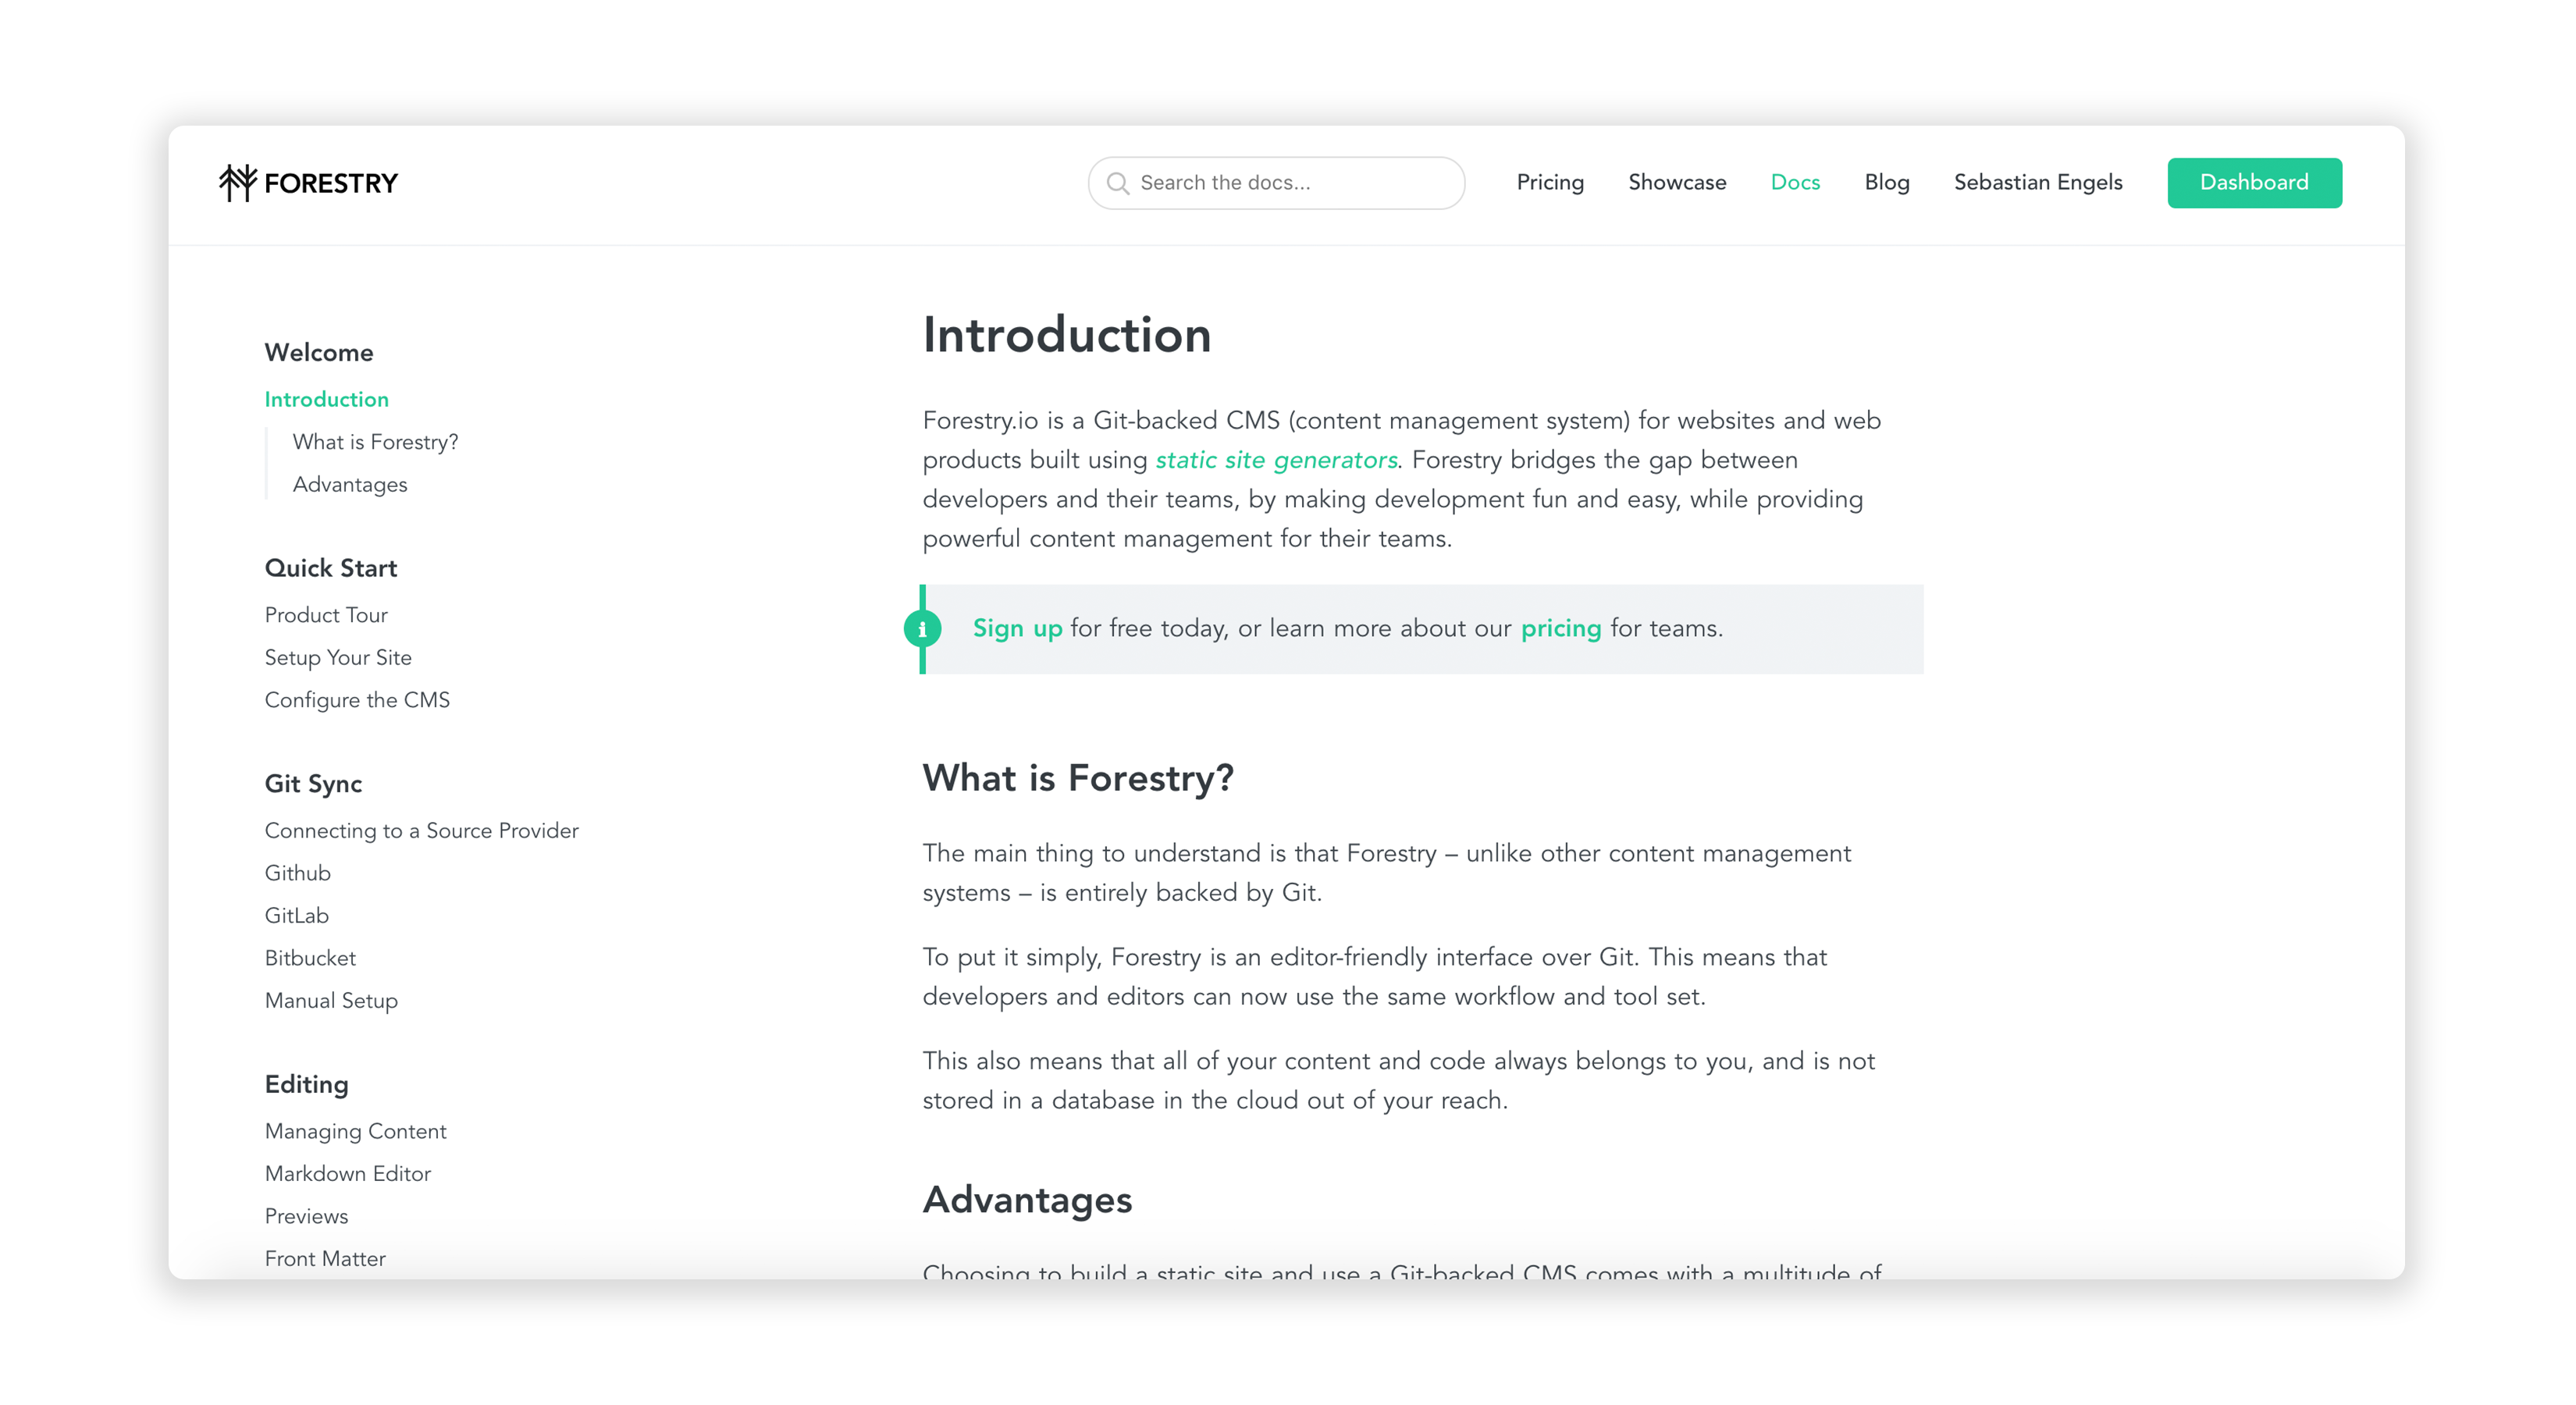 FORESTRY
Search the docs...
Pricing
Showcase
Docs
Blog
Sebastian Engels
Dashboard
Welcome
Introduction
What is Forestry?
Advantages
Quick Start
Product Tour
Setup Your Site
Configure the CMS
Git Sync
Connecting to a Source Provider
Github
GitLab
Bitbucket
Manual Setup
Editing
Managing Content
Markdown Editor
Previews
Front Matter
Introduction
Forestry.io is a Git-backed CMS (content management system) for websites and web
products built using static site generators. Forestry bridges the gap between
developers and their teams, by making development fun and easy, while providing
powerful content management for their teams.
Sign up for free today, or learn more about our pricing for teams.
What is Forestry?
The main thing to understand is that Forestry – unlike other content management
systems – is entirely backed by Git.
To put it simply, Forestry is an editor-friendly interface over Git. This means that
developers and editors can now use the same workflow and tool set.
This also means that all of your content and code always belongs to you, and is not
stored in a database in the cloud out of your reach.
Advantages
Choosing to build a static site and use a Git-backed CMS comes with a multitude of